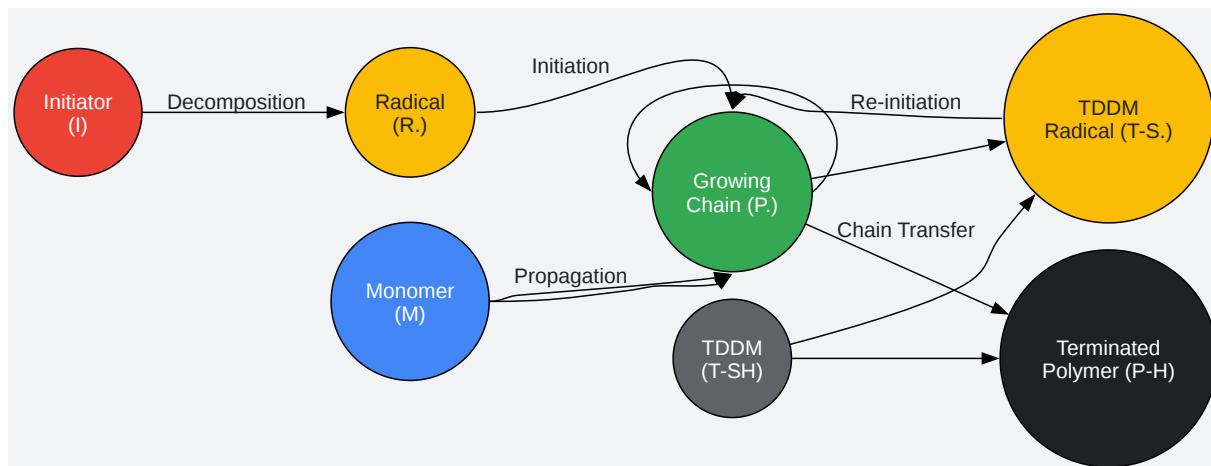 Initiator
(I)
Decomposition
Radical
(R.)
Initiation
Re-initiation
TDDM
Radical (T-S.)
Growing
Chain (P.)
Chain Transfer
Monomer
(M)
Propagation
TDDM
(T-SH)
Terminated
Polymer (P-H)